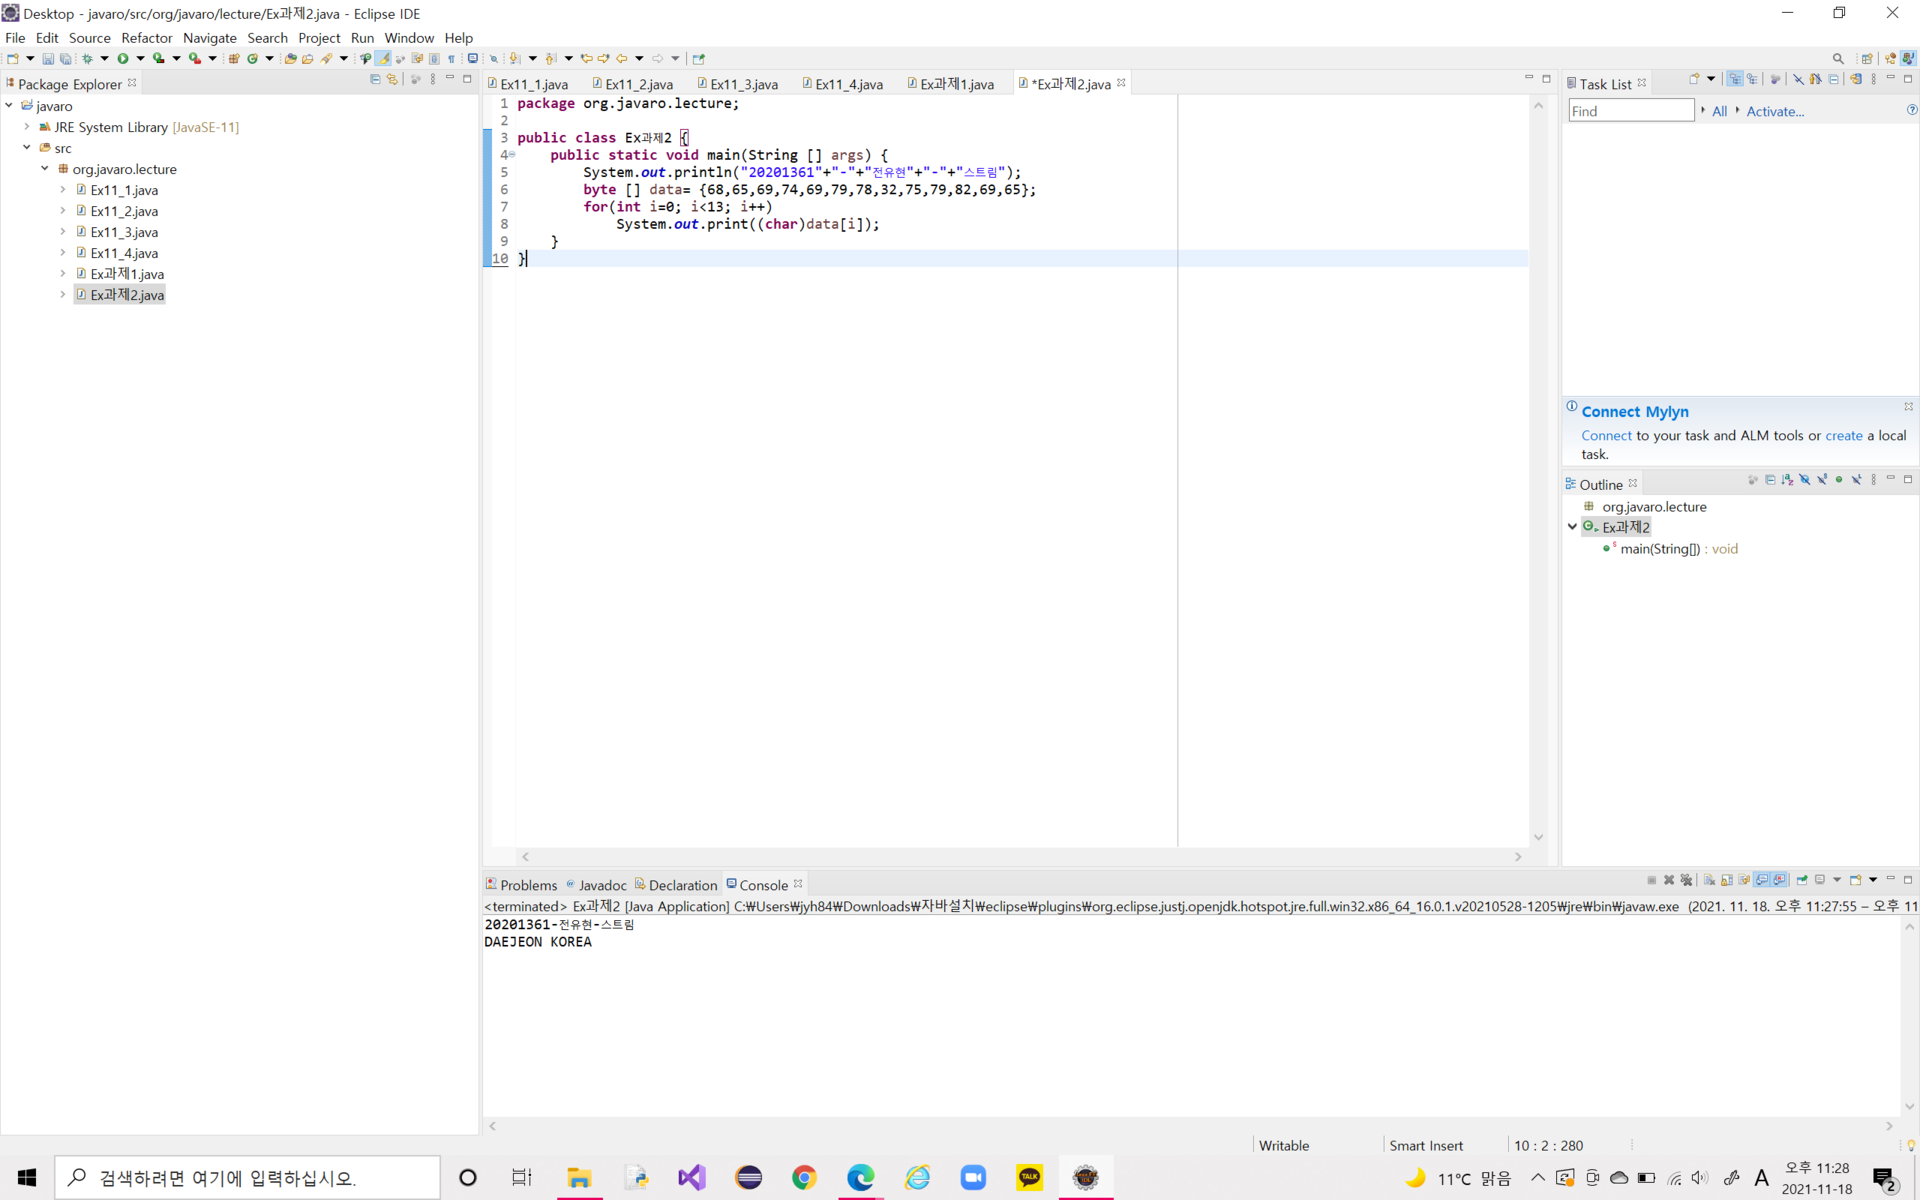 Desktop - javaro/src/org/javaro/lecture/Ex과제2.java - Eclipse IDE
File Edit Source Refactor Navigate Search Project Run Window Help
Package Explorer
javaro
JRE System Library [JavaSE-11]
src
org.javaro.lecture
Ex11_1.java
Ex11_2.java
Ex11_3.java
Ex11_4.java
Ex과제1.java
Ex과제2.java
Ex11_1.java Ex11_2.java Ex11_3.java Ex11_4.java Ex과제1.java *Ex과제2.java
1 package org.javaro.lecture;
2
3 public class Ex과제2 {
4 public static void main(String [] args) {
5 System.out.println("20201361"+"-"+"전유현"+"-"+"스트림");
6 byte [] data= {68,65,69,74,69,79,78,32,75,79,82,69,65};
7 for(int i=0; i<13; i++)
8 System.out.print((char)data[i]);
9 }
10 }
Task List
Find All Activate...
Connect Mylyn
Connect to your task and ALM tools or create a local
task.
Outline
org.javaro.lecture
Ex과제2
main(String[]) : void
Problems Javadoc Declaration Console
<terminated> Ex과제2 [Java Application] C:₩Users₩jyh84₩Downloads₩자바설치₩eclipse₩plugins₩org.eclipse.justj.openjdk.hotspot.jre.full.win32.x86_64_16.0.1.v20210528-1205₩jre₩bin₩javaw.exe (2021. 11. 18. 오후 11:27:55 – 오후 11
20201361-전유현-스트림
DAEJEON KOREA
Writable Smart Insert 10 : 2 : 280
검색하려면 여기에 입력하십시오.
TALK
11°C 맑음
A
오후 11:28
2021-11-18
2